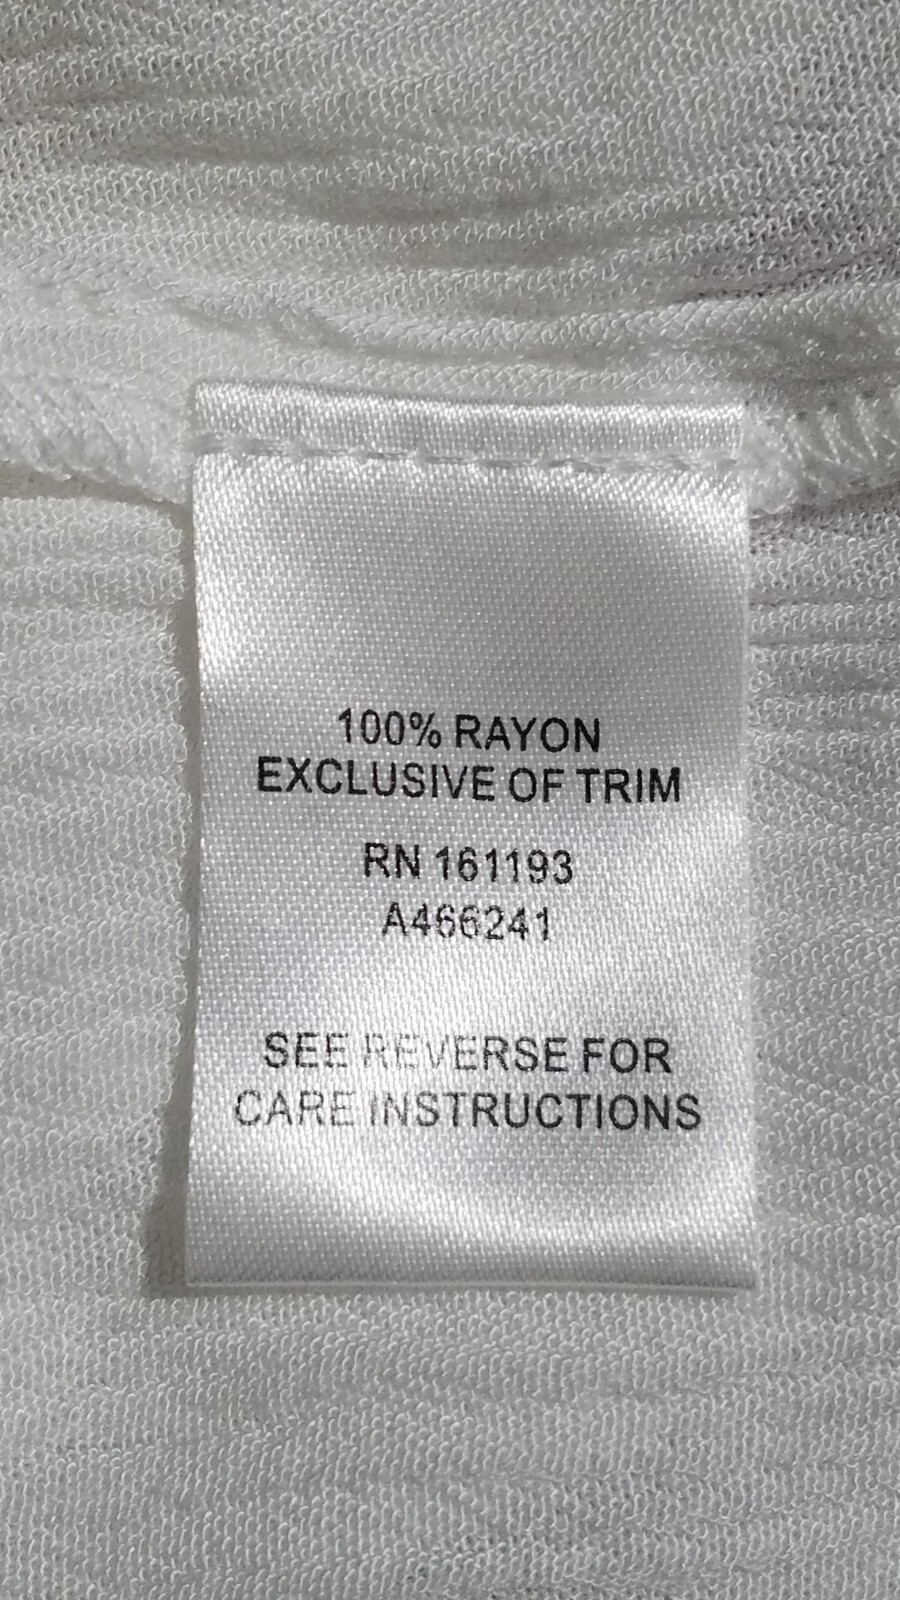 100% RAYON
EXCLUSIVE OF TRIM
RN 161193
A466241
SEE REVERSE FOR
CARE INSTRUCTIONS